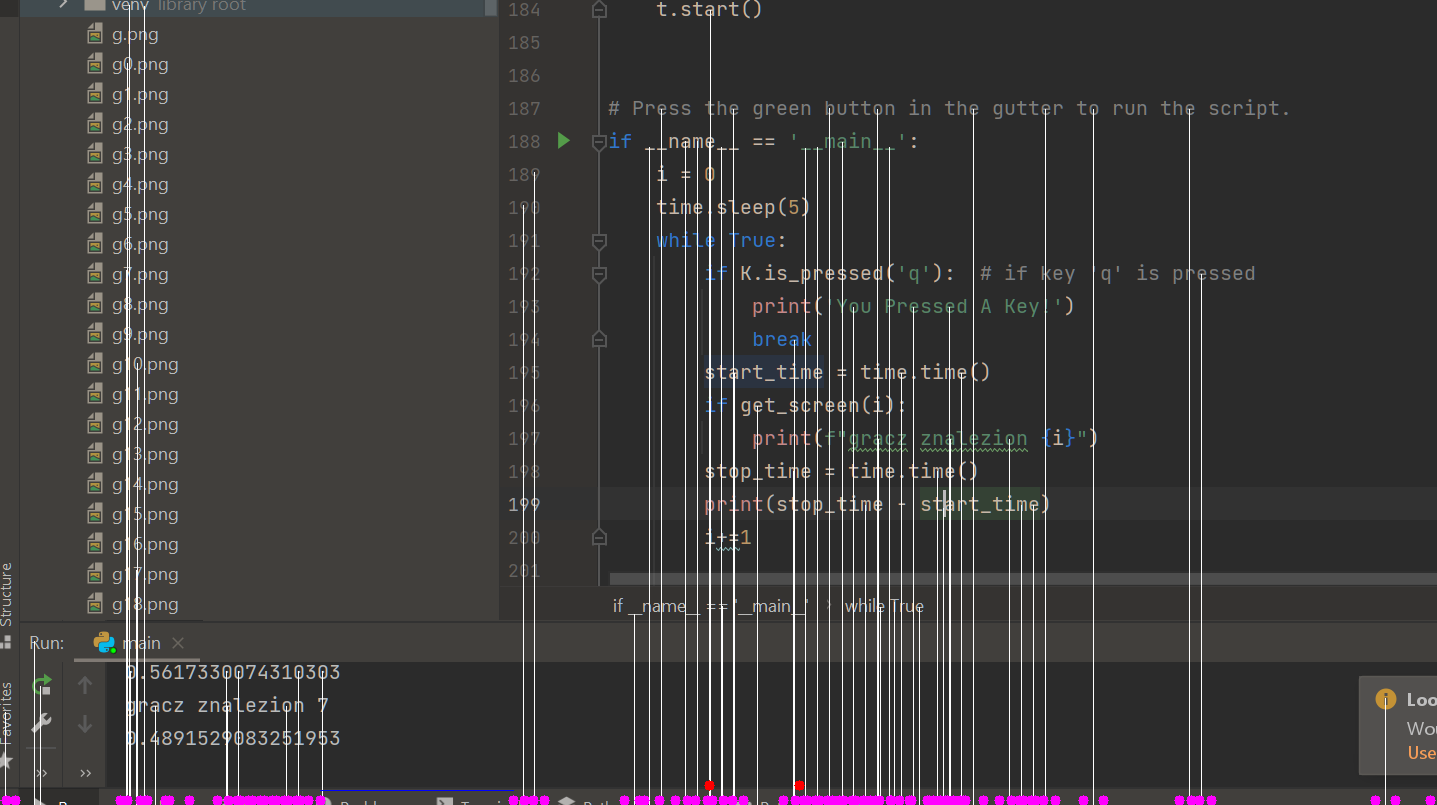 venv library root
g.png
g0.png
g1.png
g2.png
g3.png
g4.png
g5.png
g6.png
g7.png
g8.png
g9.png
g10.png
g11.png
g12.png
g13.png
g14.png
g15.png
g16.png
g17.png
g18.png
184 t.start()
185
186
187 # Press the green button in the gutter to run the script.
188 if __name__ == '__main__':
189 i = 0
190 time.sleep(5)
191 while True:
192 if K.is_pressed('q'):  # if key 'q' is pressed
193 print('You Pressed A Key!')
194 break
195 start_time = time.time()
196 if get_screen(i):
197 print(f"gracz znalezion {i}")
198 stop_time = time.time()
199 print(stop_time - start_time)
200 i+=1
201
if __name__ == '__main__' › while True
Structure
Favorites
Run: main
0.5617330074310303
gracz znalezion 7
0.4891529083251953
Loo
Wou
Use